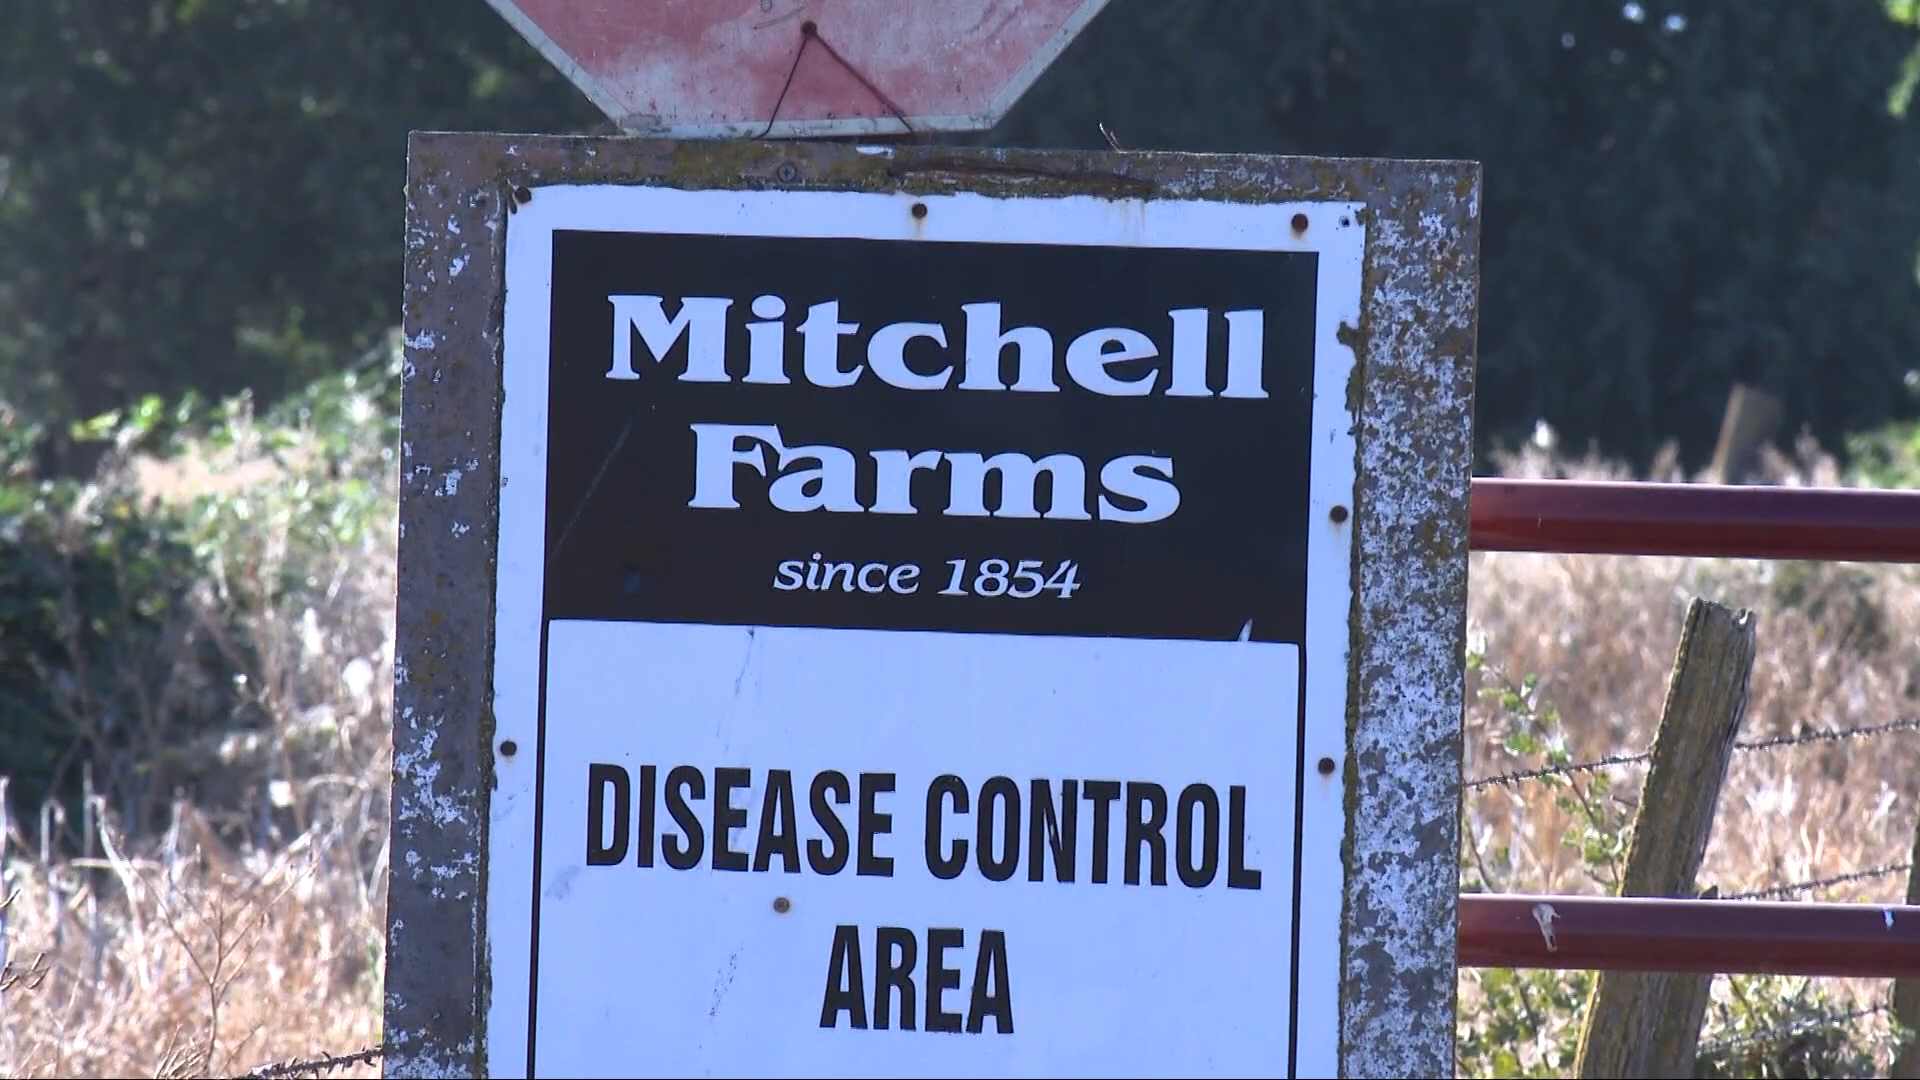 Mitchell
Farms
since 1854
DISEASE CONTROL
AREA